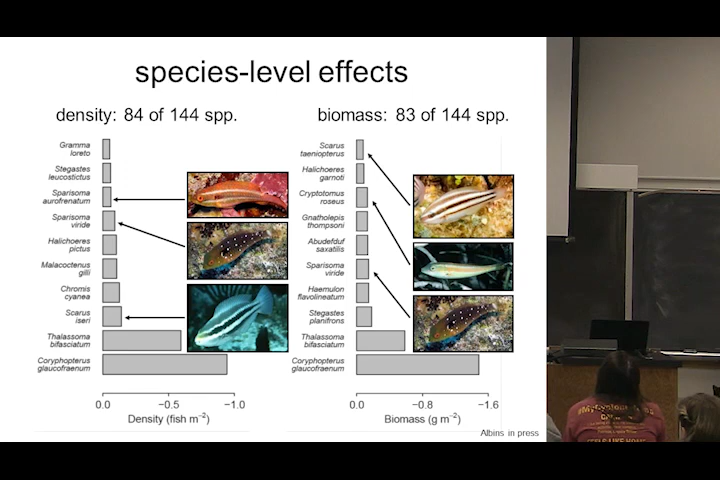 species-level effects
density: 84 of 144 spp.
Gramma
loreto
Stegastes
leucostictus
Sparisoma
aurofrenatum
Sparisoma
viride
Halichoeres
pictus
Malacoctenus
gilli
Chromis
cyanea
Scarus
iseri
Thalassoma
bifasciatum
Coryphopterus
glaucofraenum
0.0 −0.5 −1.0
Density (fish m⁻²)
biomass: 83 of 144 spp.
Scarus
taeniopterus
Halichoeres
garnoti
Cryptotomus
roseus
Gnatholepis
thompsoni
Abudefduf
saxatilis
Sparisoma
viride
Haemulon
flavolineatum
Stegastes
planifrons
Thalassoma
bifasciatum
Coryphopterus
glaucofraenum
0.0 −0.8 −1.6
Biomass (g m⁻²)
Albins in press